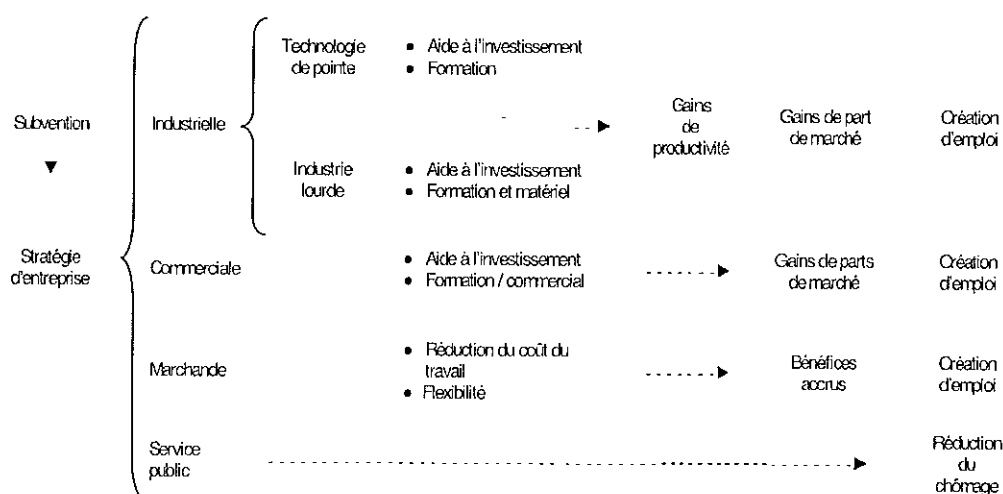 Subvention
▼
Stratégie
d'entreprise
Industrielle
Technologie
de pointe
• Aide à l'investissement
• Formation
Industrie
lourde
• Aide à l'investissement
• Formation et matériel
Gains
de
productivité
Gains de part
de marché
Création
d'emploi
Commerciale
• Aide à l'investissement
• Formation / commercial
Gains de parts
de marché
Création
d'emploi
Marchande
• Réduction du coût du
travail
• Flexibilité
Bénéfices
accrus
Création
d'emploi
Service
public
Réduction
du
chômage